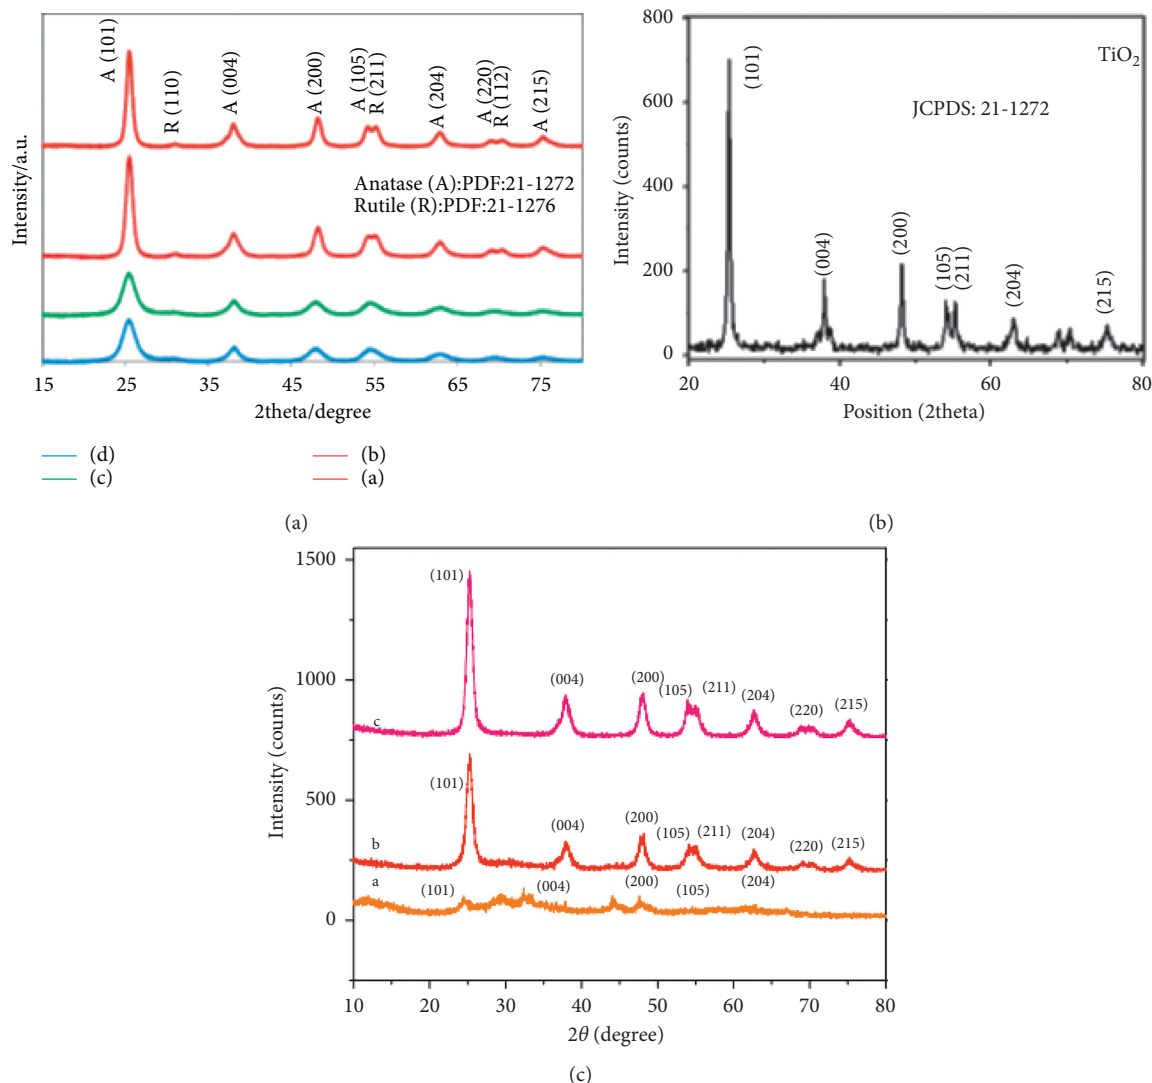 A (101)
R (110)
A (004)
A (200)
A (105)
R (211)
A (204)
A (220)
R (112)
A (215)
Intensity/a.u.
Anatase (A):PDF:21-1272
Rutile (R):PDF:21-1276
15 25 35 45 55 65 75
2theta/degree
(d) (b)
(c) (a)
(a)
800
600
400
200
0
Intensity (counts)
TiO2
JCPDS: 21-1272
(101)
(004)
(200)
(105)
(211)
(204)
(215)
20 40 60 80
Position (2theta)
(b)
1500
1000
500
0
Intensity (counts)
(101)
(004)
(200)
(105)
(211)
(204)
(220)
(215)
c
(101)
(004)
(200)
(105)
(211)
(204)
(220)
(215)
b
a
(101)
(004)
(200)
(105)
(204)
10 20 30 40 50 60 70 80
2θ (degree)
(c)